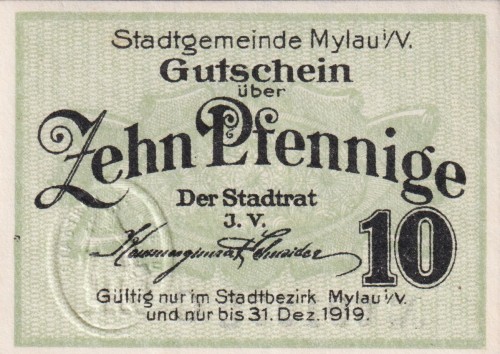 Stadtgemeinde Mylau i/V.
Gutschein
über
Zehn Pfennige
Der Stadtrat
J. V.
10
Gültig nur im Stadtbezirk Mylau i/V.
und nur bis 31. Dez. 1919.